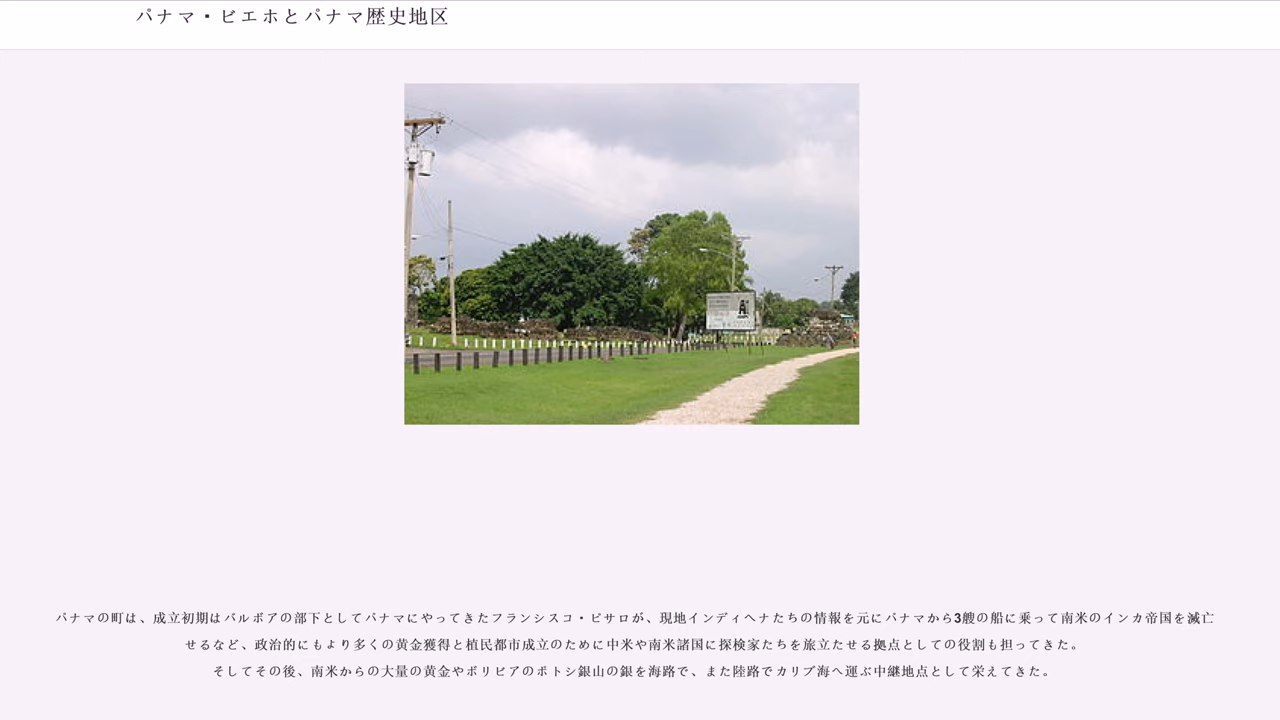 パナマ・ビエホとパナマ歴史地区
パナマの町は、成立初期はバルボアの部下としてパナマにやってきたフランシスコ・ピサロが、現地インディヘナたちの情報を元にパナマから3艘の船に乗って南米のインカ帝国を滅亡
せるなど、政治的にもより多くの黄金獲得と植民都市成立のために中米や南米諸国に探検家たちを旅立たせる拠点としての役割も担ってきた。
そしてその後、南米からの大量の黄金やボリビアのポトシ銀山の銀を海路で、また陸路でカリブ海へ運ぶ中継地点として栄えてきた。